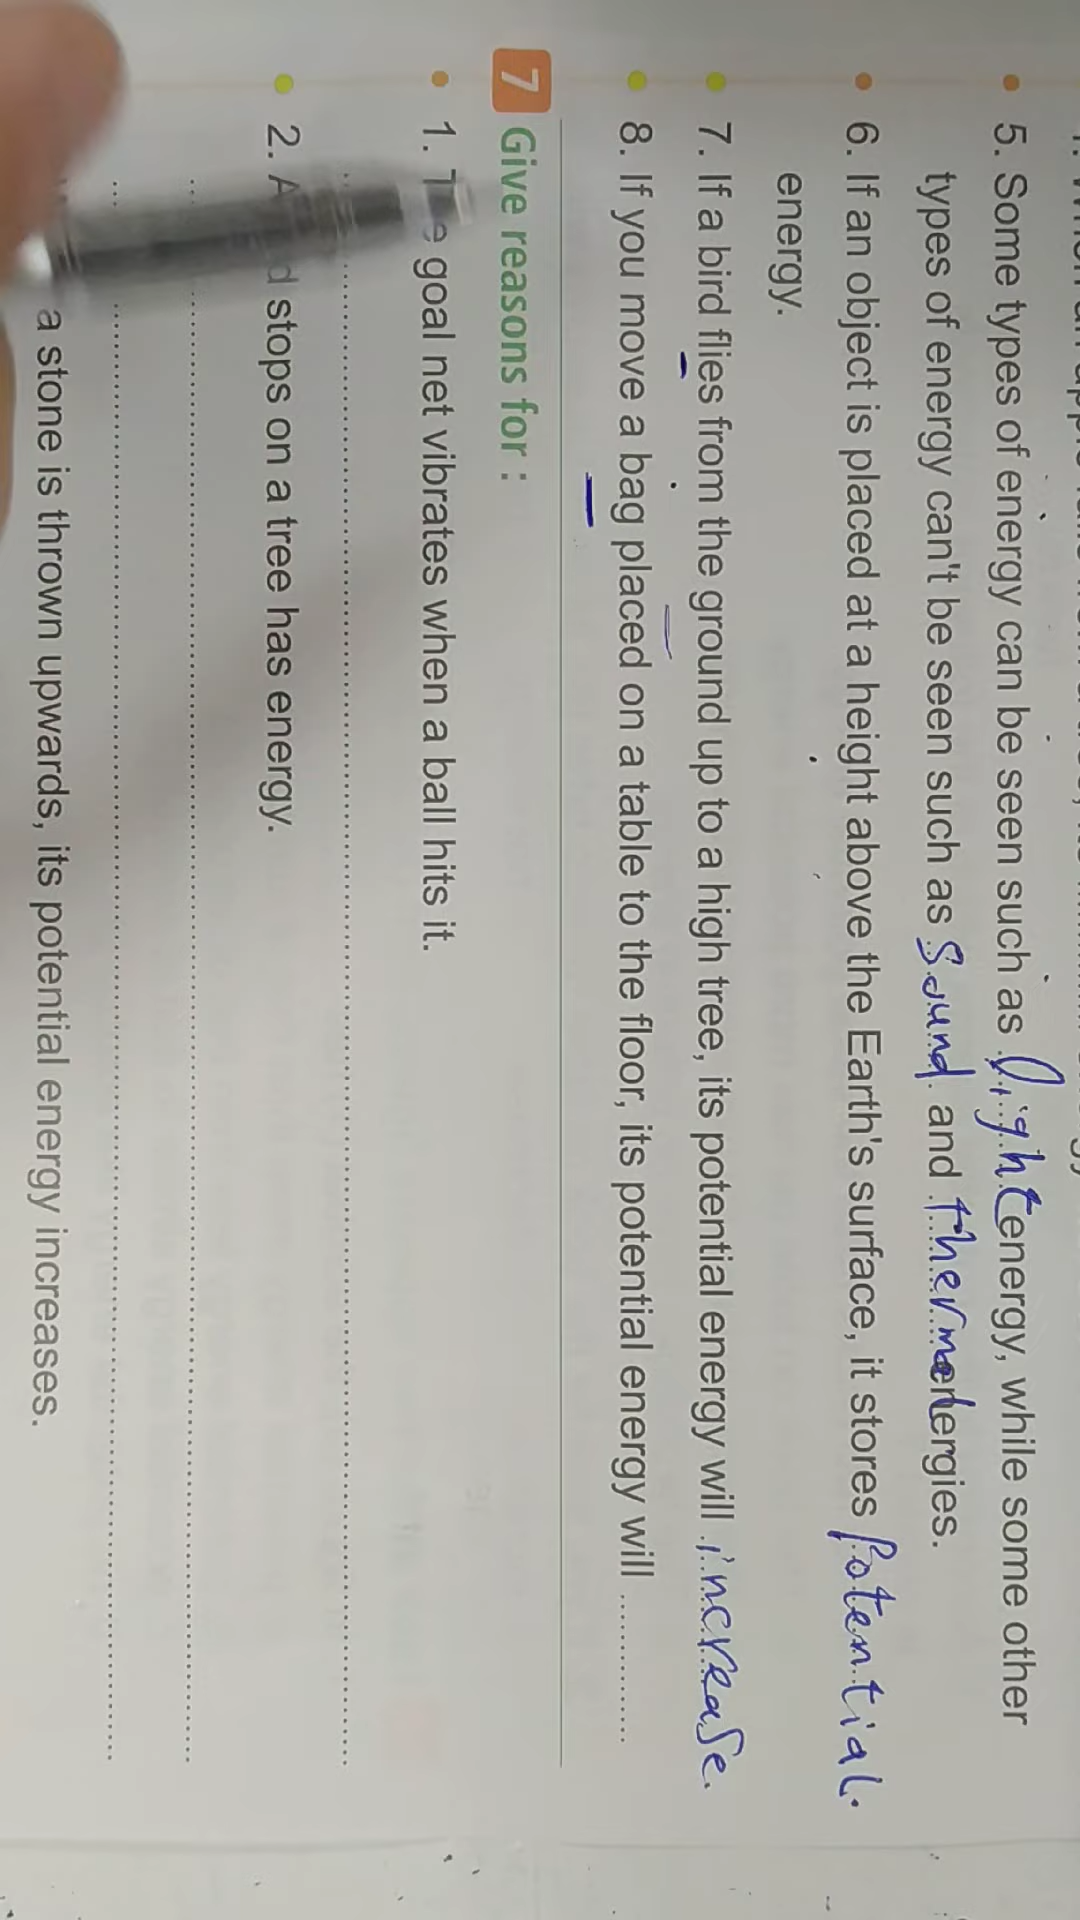 5. Some types of energy can be seen such as light energy, while some other
types of energy can't be seen such as Sound and thermal energies.
6. If an object is placed at a height above the Earth's surface, it stores Potential.
energy.
7. If a bird flies from the ground up to a high tree, its potential energy will increase.
8. If you move a bag placed on a table to the floor, its potential energy will ............
7 Give reasons for :
1. goal net vibrates when a ball hits it.
2. stops on a tree has energy.
a stone is thrown upwards, its potential energy increases.